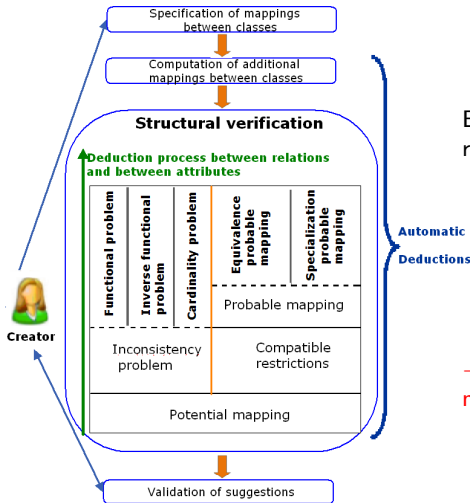 Specification of mappings
between classes
Computation of additional
mappings between classes
Structural verification
Deduction process between relations
and between attributes
Functional problem
Inverse functional
problem
Cardinality problem
Equivalence
probable
mapping
Specialization
probable
mapping
Probable mapping
Inconsistency
problem
Compatible
restrictions
Potential mapping
Automatic
Deductions
Creator
Validation of suggestions